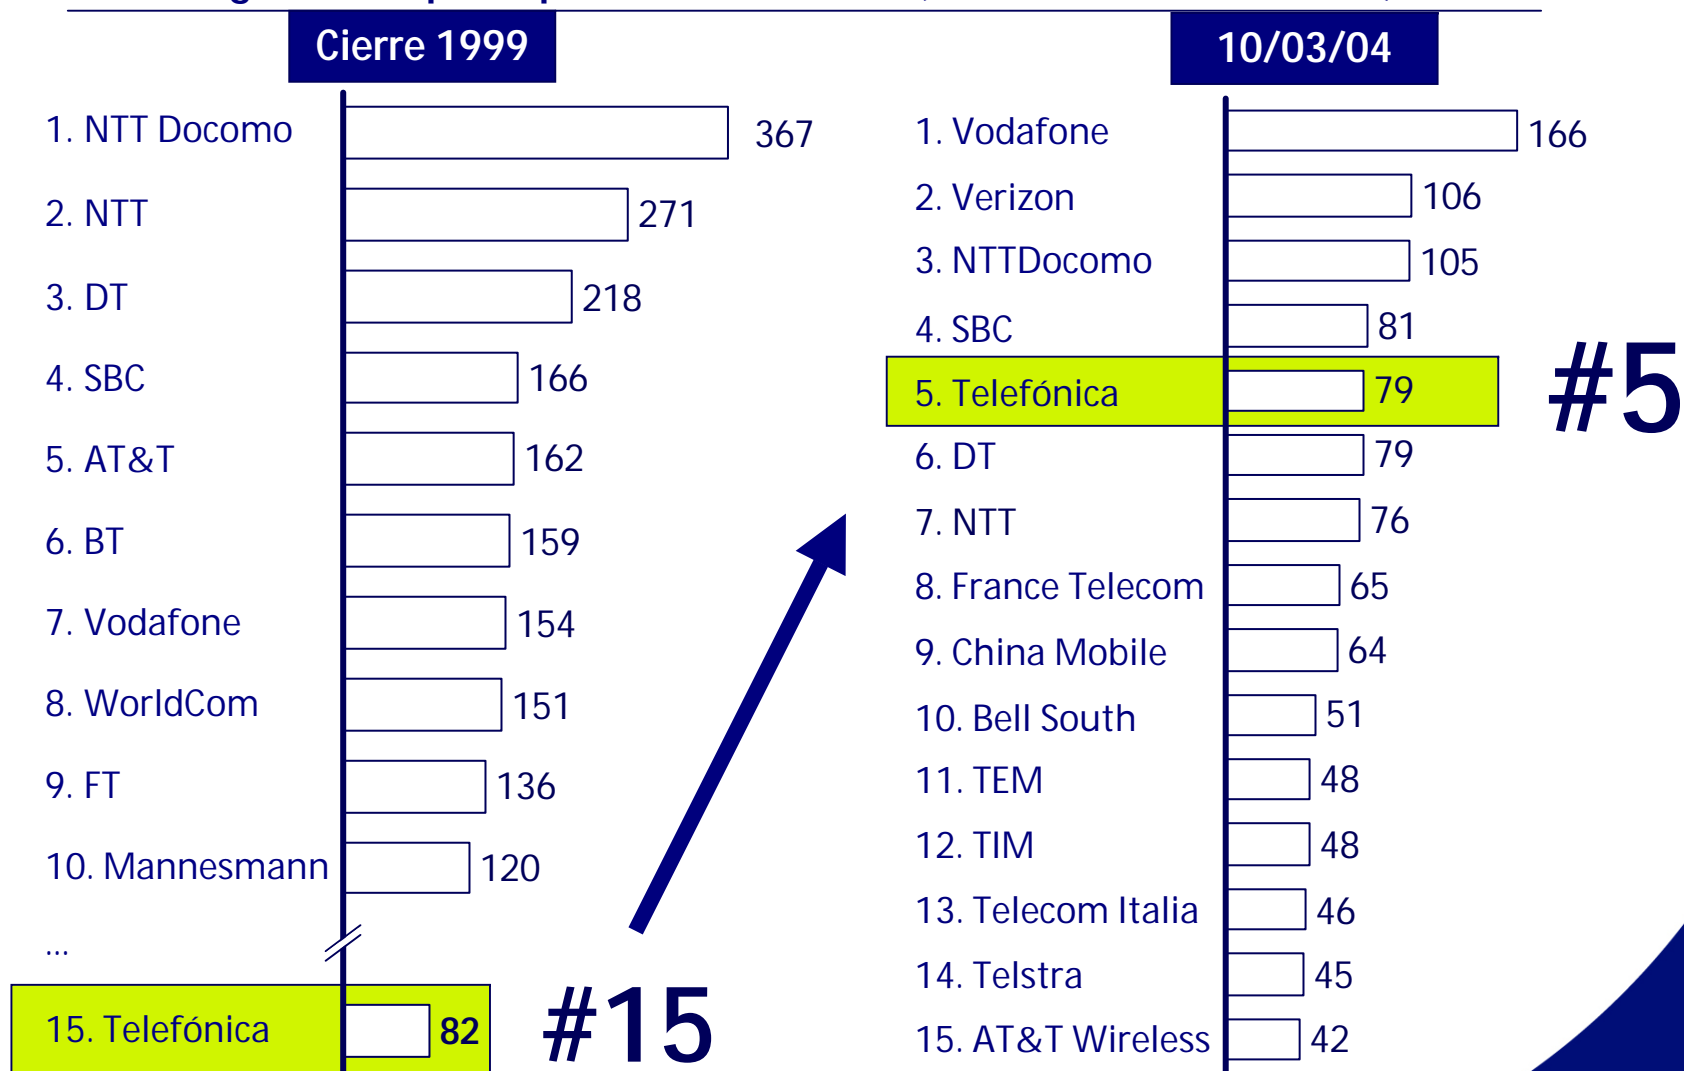 Cierre 1999
1. NTT Docomo 367
2. NTT 271
3. DT 218
4. SBC 166
5. AT&T 162
6. BT 159
7. Vodafone 154
8. WorldCom 151
9. FT 136
10. Mannesmann 120
...
15. Telefónica 82
#15
10/03/04
1. Vodafone 166
2. Verizon 106
3. NTTDocomo 105
4. SBC 81
5. Telefónica 79
#5
6. DT 79
7. NTT 76
8. France Telecom 65
9. China Mobile 64
10. Bell South 51
11. TEM 48
12. TIM 48
13. Telecom Italia 46
14. Telstra 45
15. AT&T Wireless 42